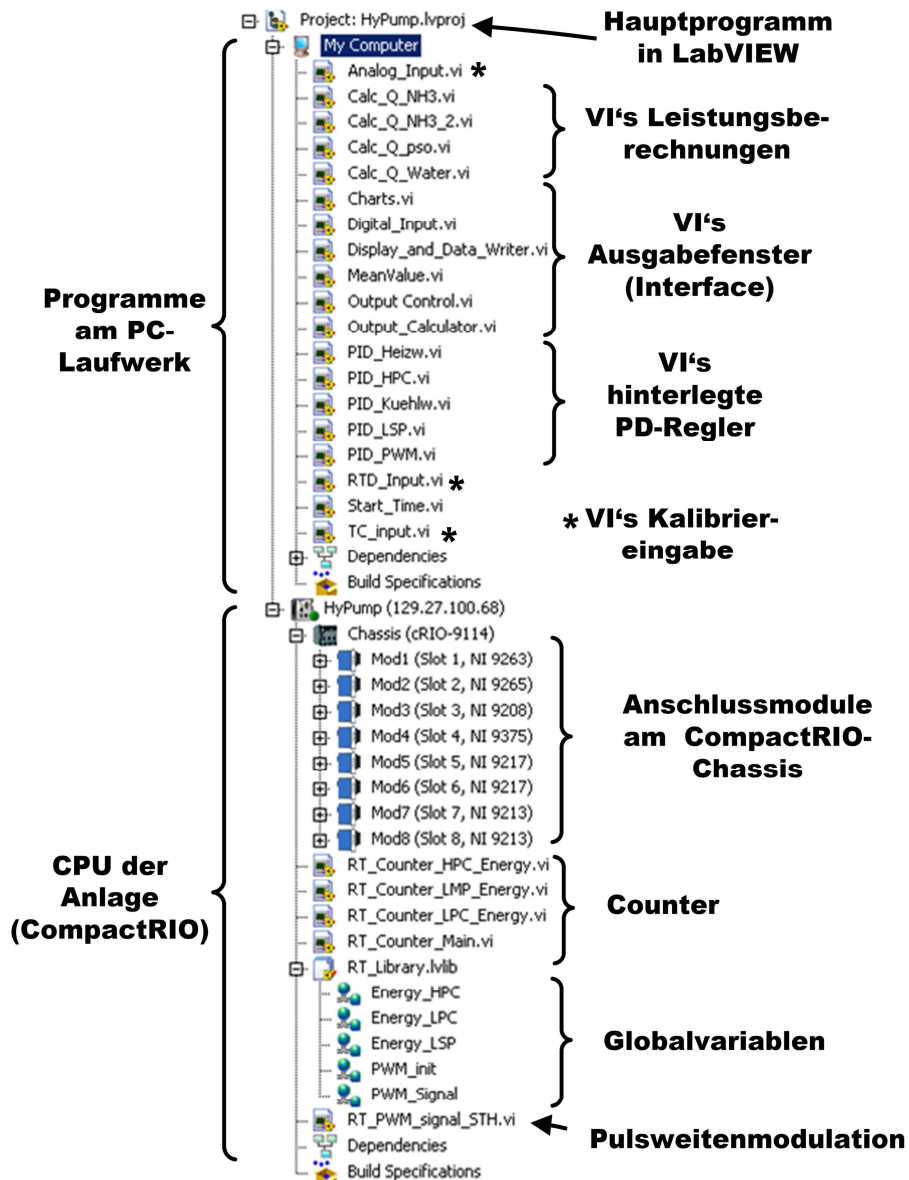 Project: HyPump.lvproj
Hauptprogramm
in LabVIEW
My Computer
Analog_Input.vi *
Calc_Q_NH3.vi
Calc_Q_NH3_2.vi
Calc_Q_pso.vi
Calc_Q_Water.vi
VI's Leistungsbe-
rechnungen
Charts.vi
Digital_Input.vi
Display_and_Data_Writer.vi
MeanValue.vi
Output Control.vi
Output_Calculator.vi
VI's
Ausgabefenster
(Interface)
Programme
am PC-
Laufwerk
PID_Heizw.vi
PID_HPC.vi
PID_Kuehlw.vi
PID_LSP.vi
PID_PWM.vi
VI's
hinterlegte
PD-Regler
RTD_Input.vi *
Start_Time.vi
TC_input.vi *
* VI's Kalibrier-
eingabe
Dependencies
Build Specifications
HyPump (129.27.100.68)
Chassis (cRIO-9114)
Mod1 (Slot 1, NI 9263)
Mod2 (Slot 2, NI 9265)
Mod3 (Slot 3, NI 9208)
Mod4 (Slot 4, NI 9375)
Mod5 (Slot 5, NI 9217)
Mod6 (Slot 6, NI 9217)
Mod7 (Slot 7, NI 9213)
Mod8 (Slot 8, NI 9213)
Anschlussmodule
am CompactRIO-
Chassis
CPU der
Anlage
(CompactRIO)
RT_Counter_HPC_Energy.vi
RT_Counter_LMP_Energy.vi
RT_Counter_LPC_Energy.vi
RT_Counter_Main.vi
Counter
RT_Library.lvlib
Energy_HPC
Energy_LPC
Energy_LSP
PWM_init
PWM_Signal
Globalvariablen
RT_PWM_signal_STH.vi
Pulsweitenmodulation
Dependencies
Build Specifications